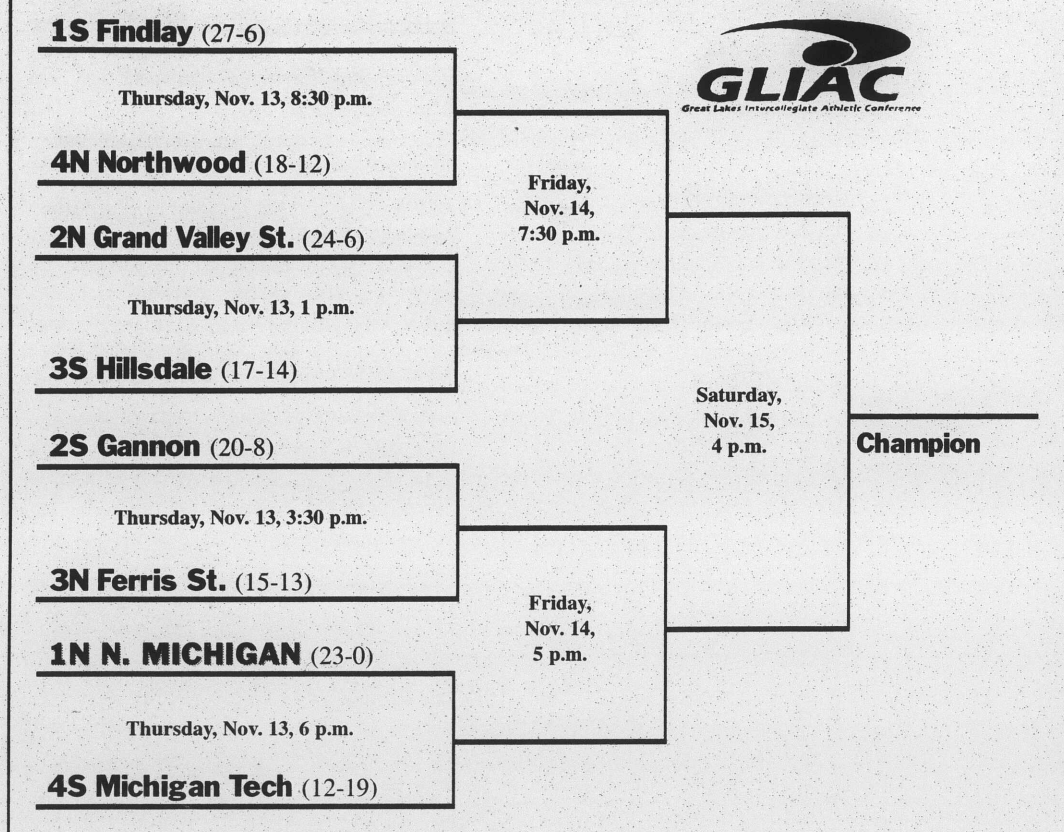 1S Findlay (27-6)
Thursday, Nov. 13, 8:30 p.m.
4N Northwood (18-12)
2N Grand Valley St. (24-6)
Thursday, Nov. 13, 1 p.m.
3S Hillsdale (17-14)
2S Gannon (20-8)
Thursday, Nov. 13, 3:30 p.m.
3N Ferris St. (15-13)
1N N. MICHIGAN (23-0)
Thursday, Nov. 13, 6 p.m.
4S Michigan Tech (12-19)
Friday,
Nov. 14,
7:30 p.m.
Friday,
Nov. 14,
5 p.m.
GLIAC
Great Lakes Intercollegiate Athletic Conference
Saturday,
Nov. 15,
4 p.m.
Champion